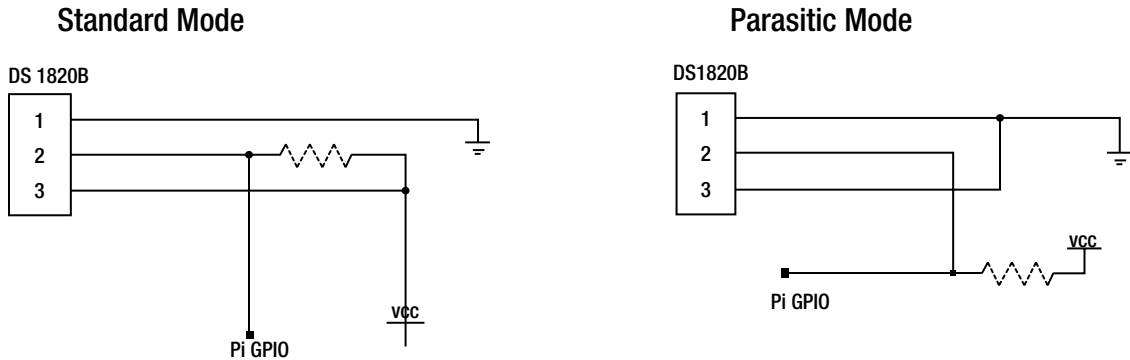 Standard Mode
DS 1820B
1
2
3
VCC
Pi GPIO
Parasitic Mode
DS1820B
1
2
3
VCC
Pi GPIO